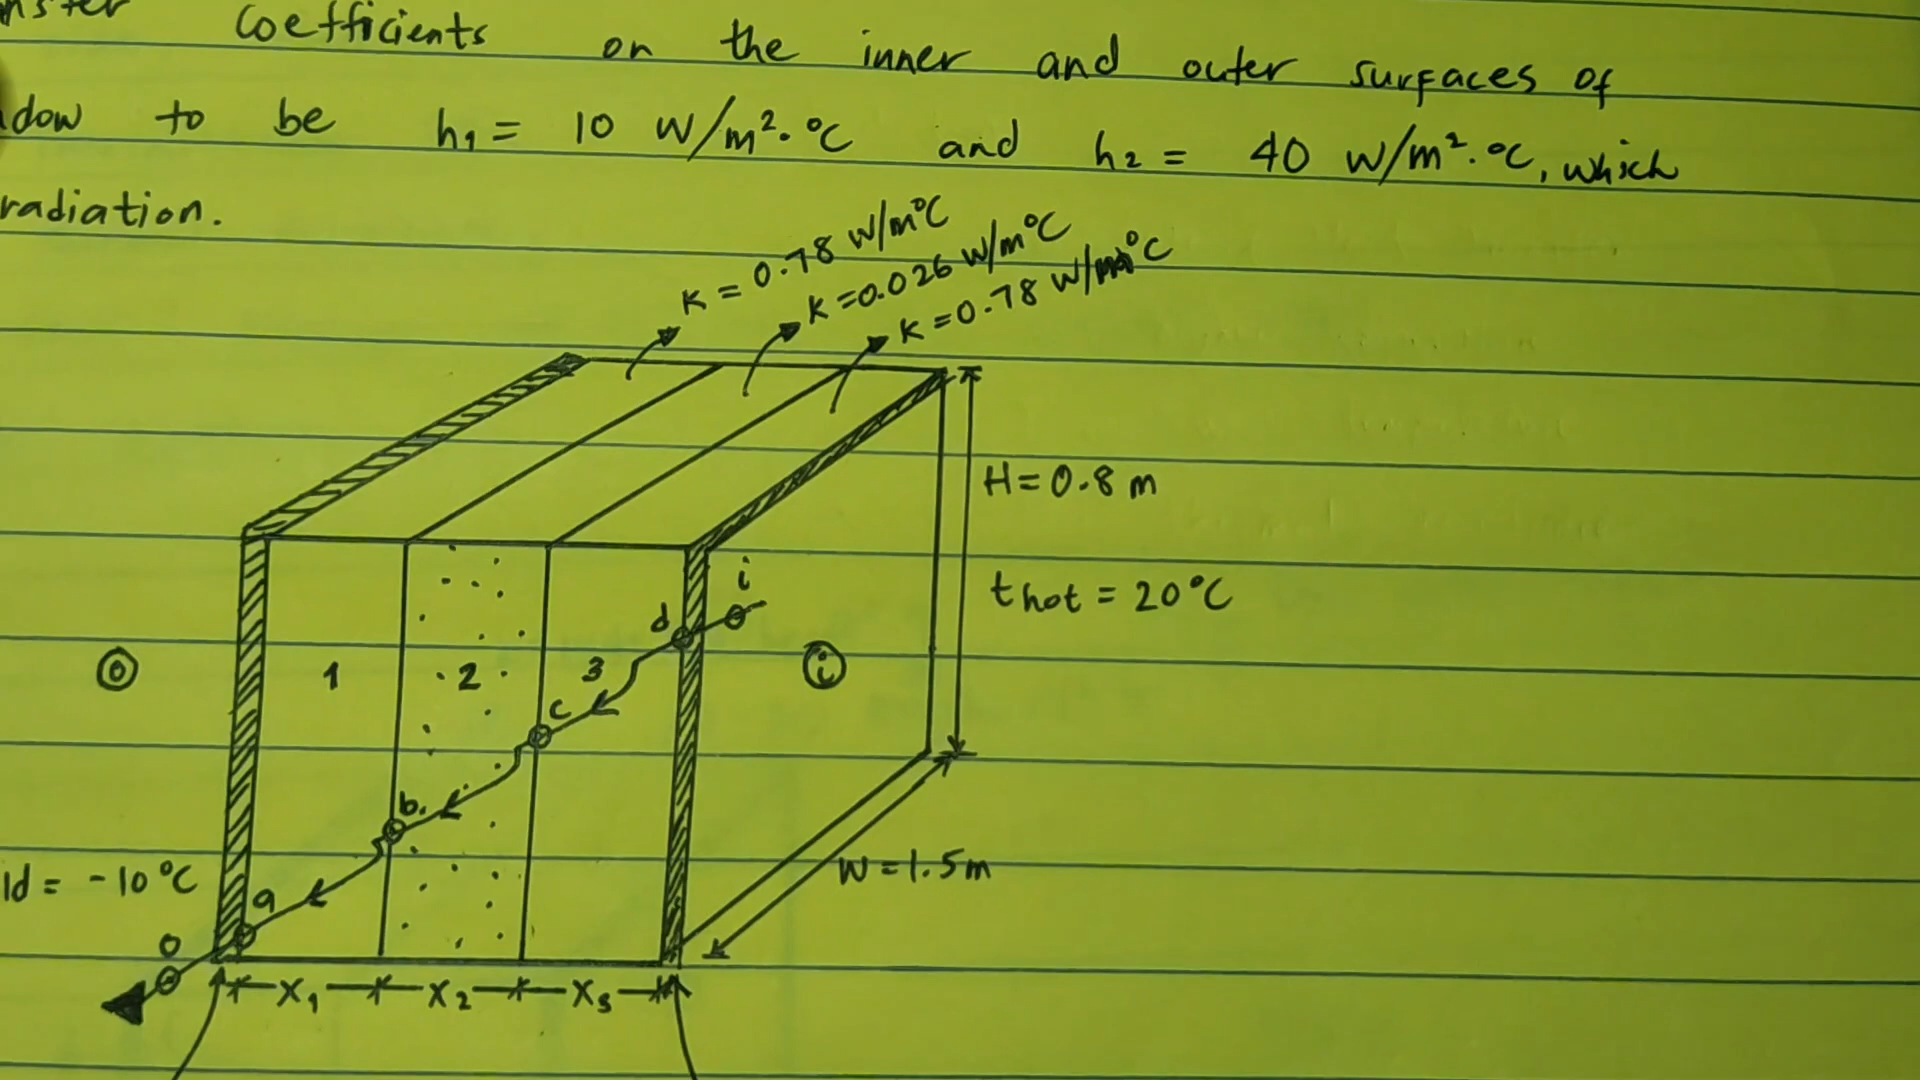 coefficients on the inner and outer surfaces of
to be h1 = 10 W/m².°C and h2 = 40 W/m².°C, which
radiation.
K = 0.78 W/m°C
K = 0.026 W/m°C
K = 0.78 W/m°C
H = 0.8 m
t hot = 20°C
i
d
o
1
2
3
i
c
b
ld = -10°C
a
W = 1.5m
o
X1
X2
X3